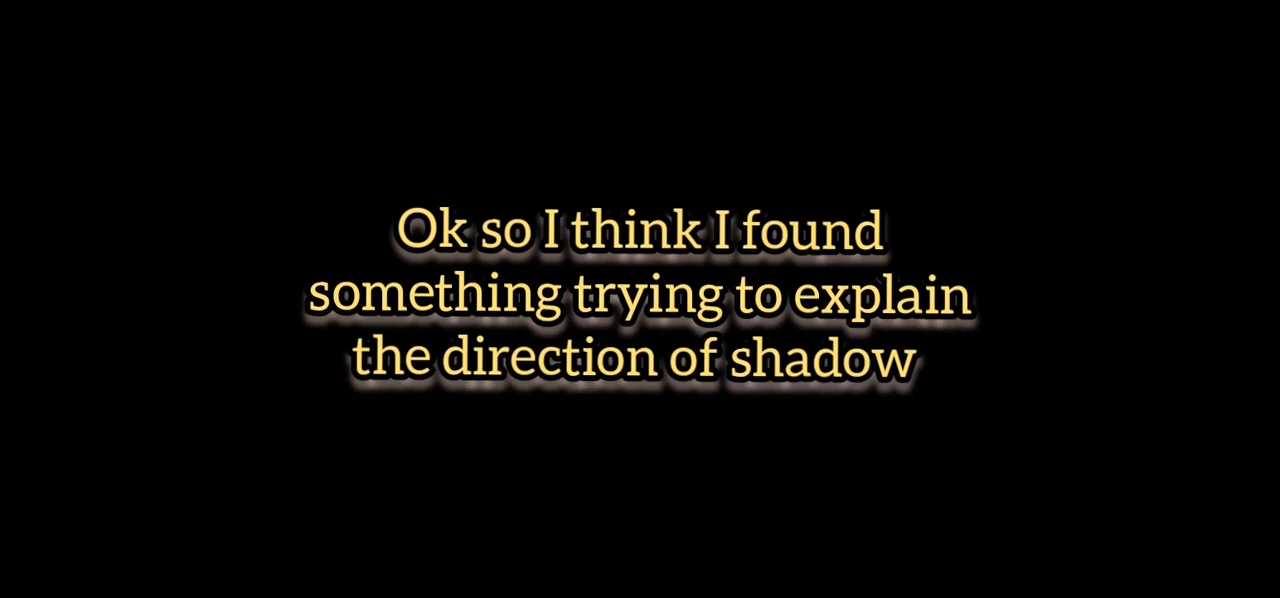 Ok so I think I found
something trying to explain
the direction of shadow